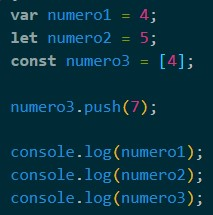 var numero1 = 4;
let numero2 = 5;
const numero3 = [4];
numero3.push(7);
console.log(numero1);
console.log(numero2);
console.log(numero3);